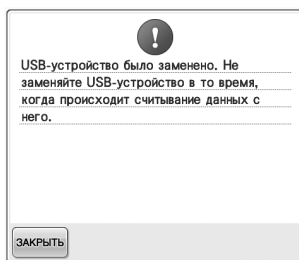 USB-устройство было заменено. Не
заменяйте USB-устройство в то время,
когда происходит считывание данных с
него.
ЗАКРЫТЬ